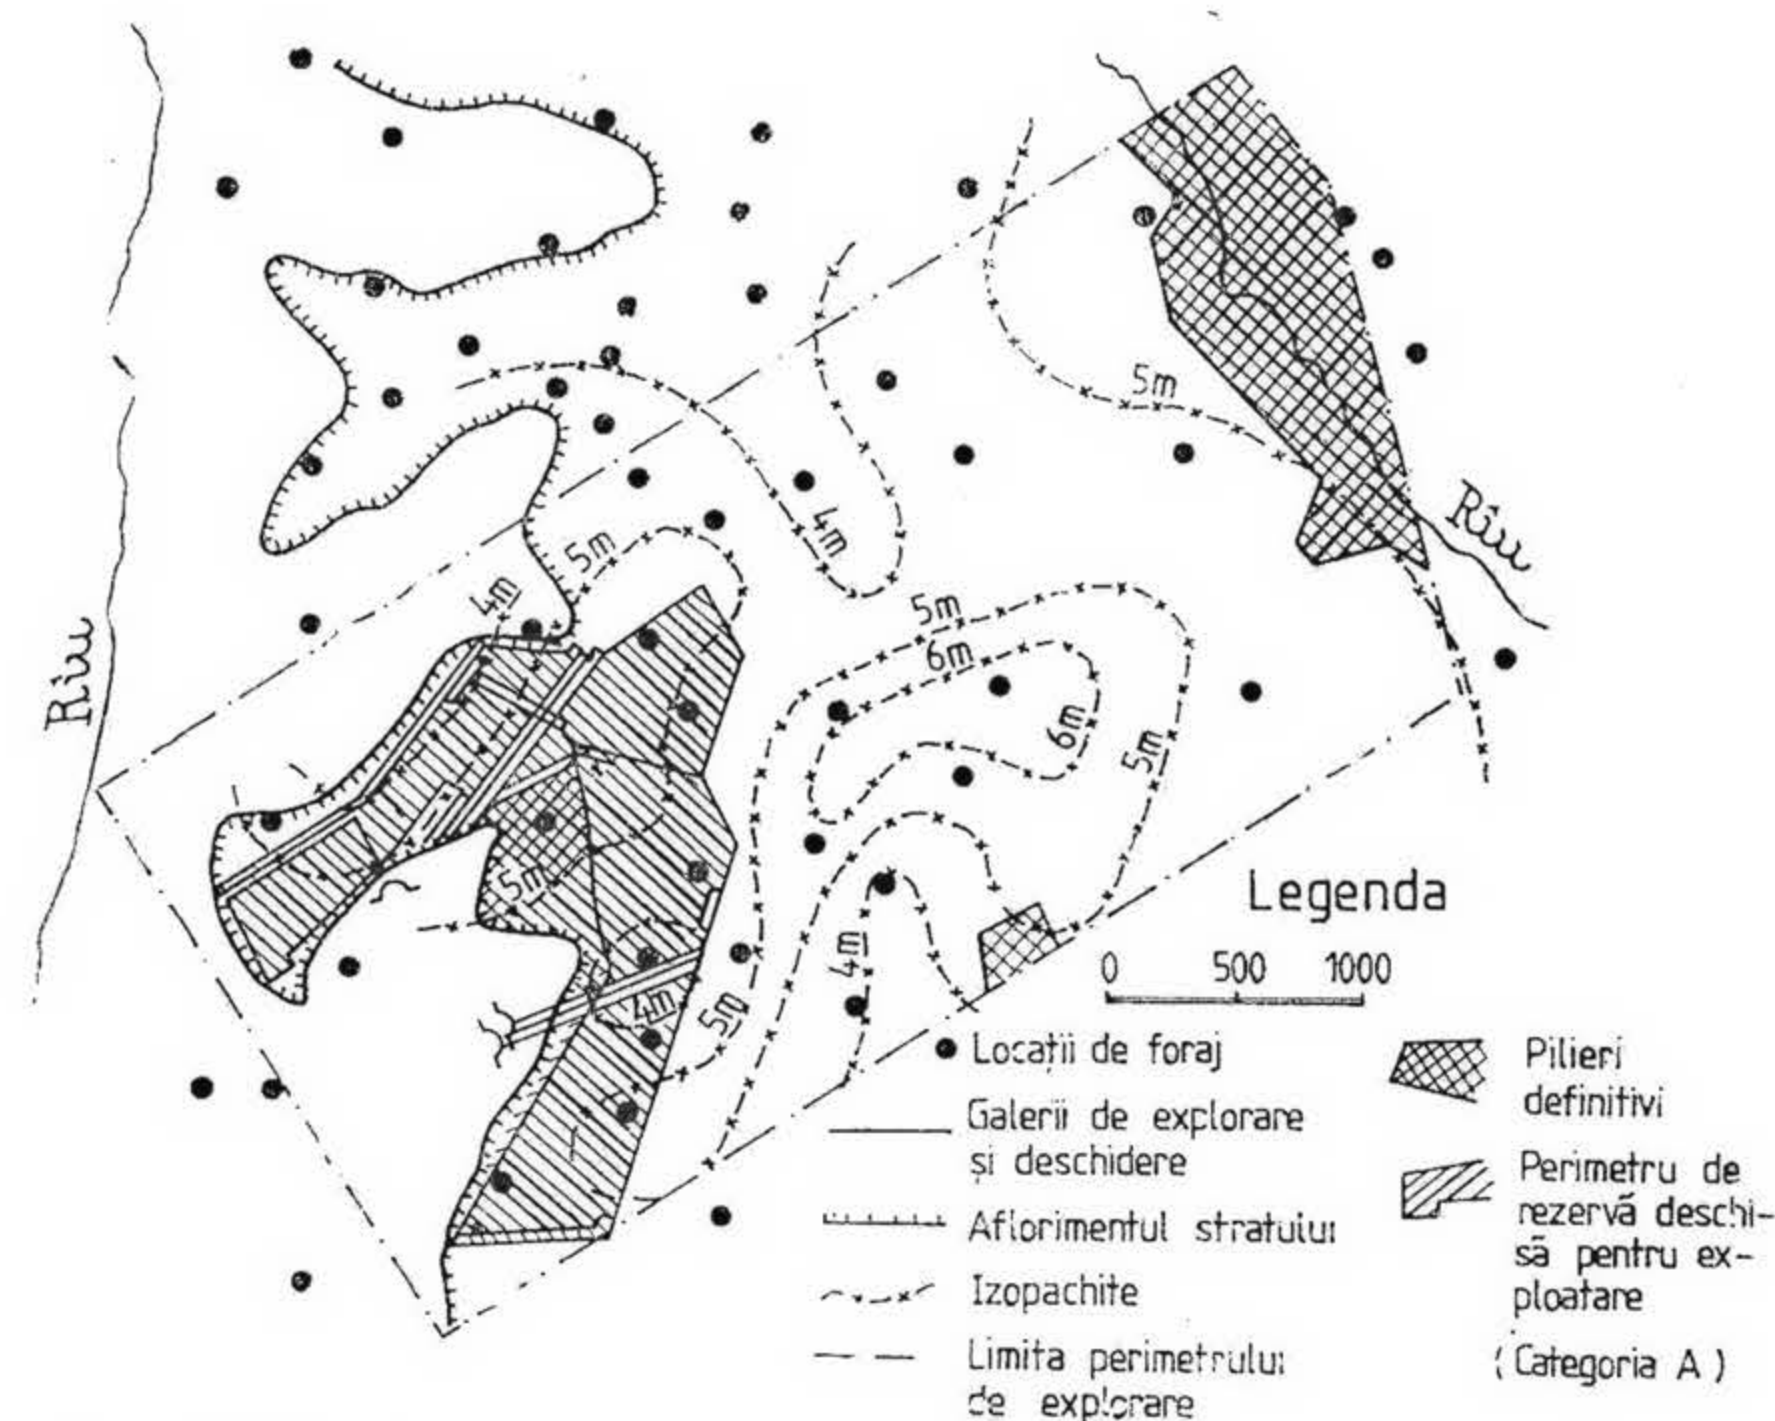 5m
Rîu
4m
5m
4m
5m
6m
Rîu
6m
5m
5m
4m
4m
5m
Legenda
0 500 1000
Locații de foraj
Galerii de explorare
și deschidere
Aflorimentul stratului
Izopachite
Limita perimetrului
de explorare
Pilieri
definitivi
Perimetru de
rezervă deschi-
să pentru ex-
ploatare
(Categoria A)